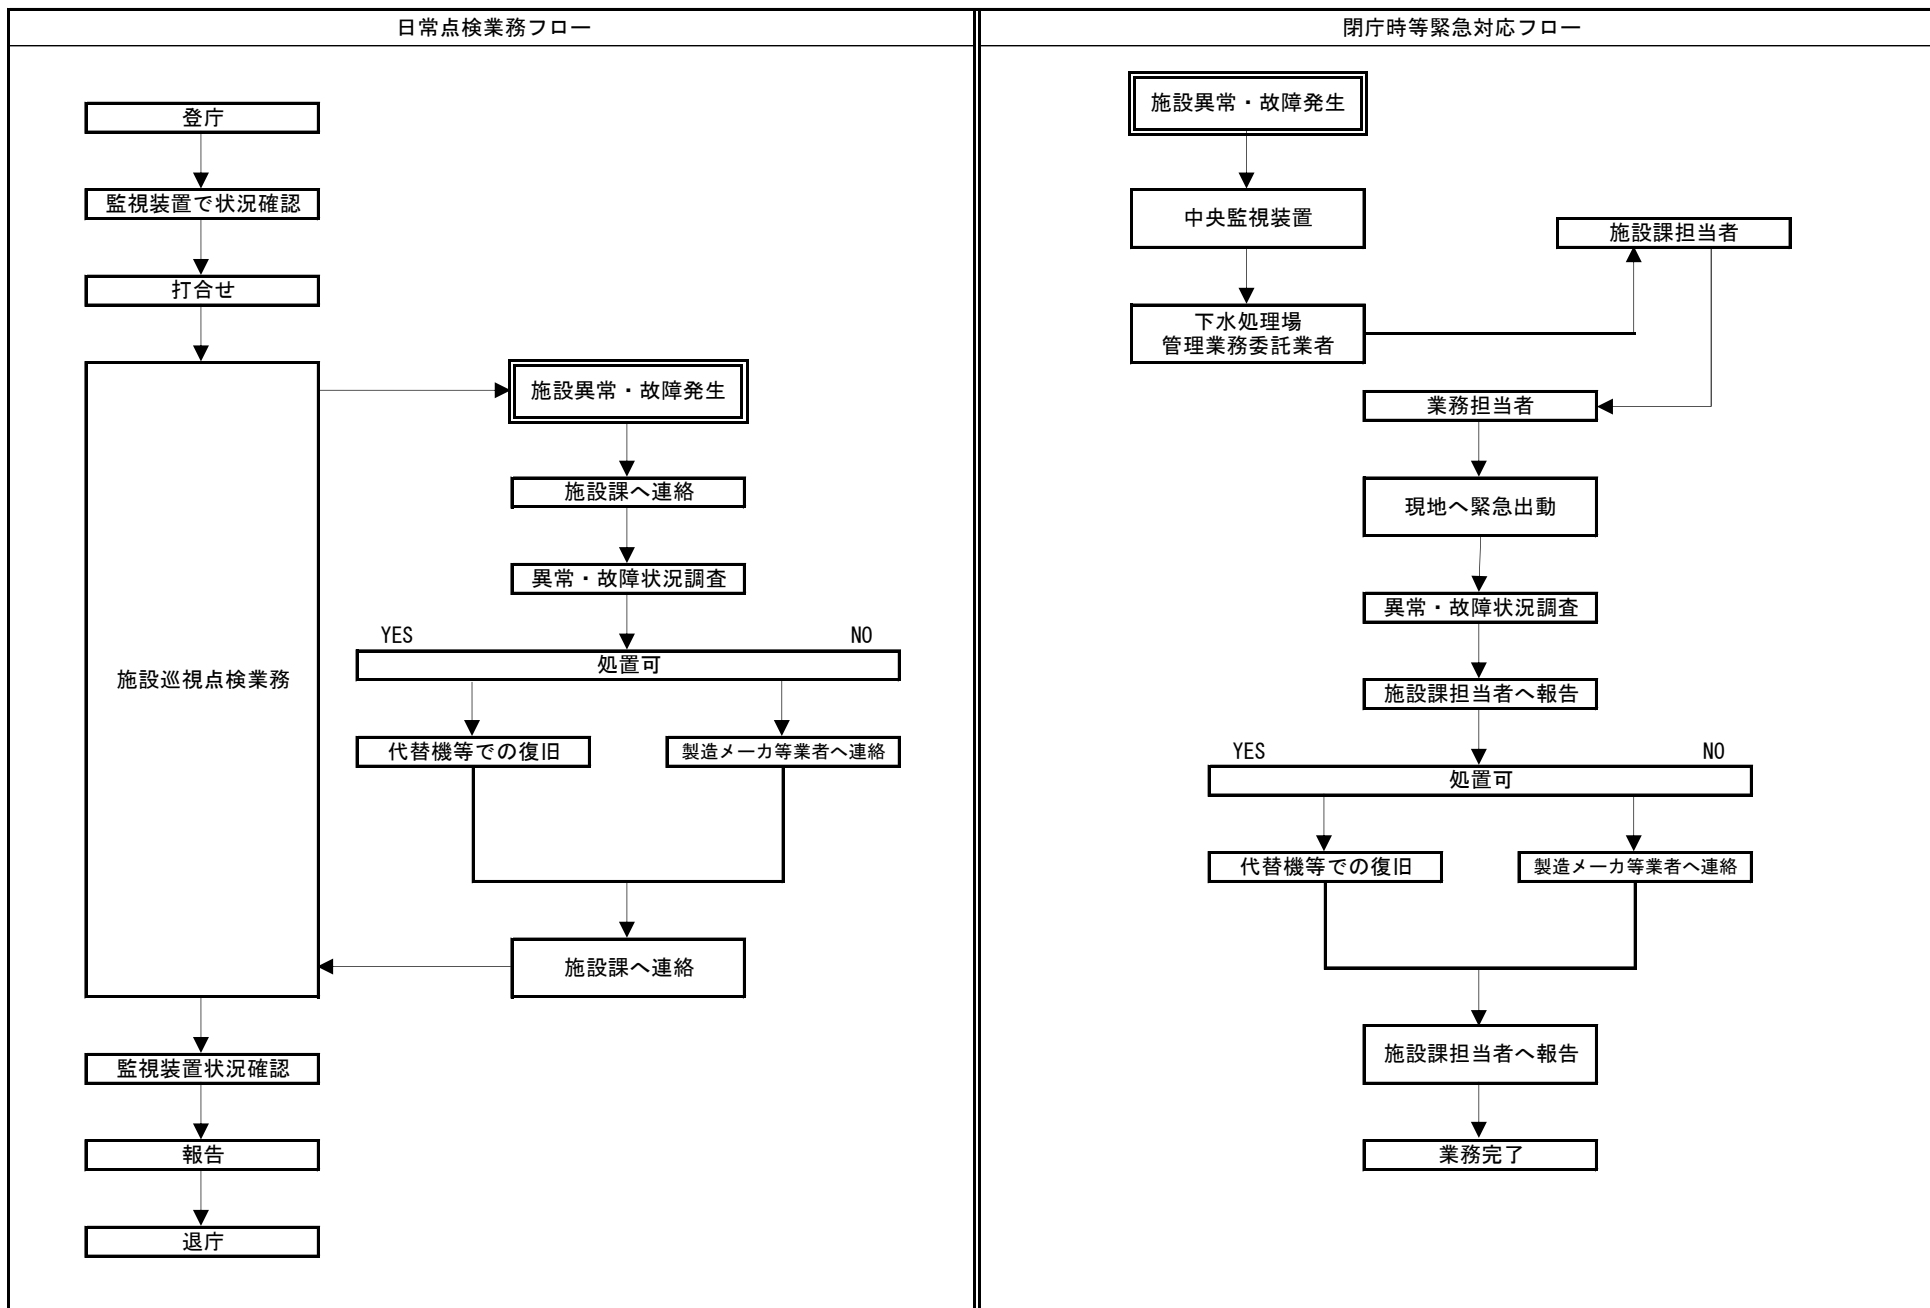 日常点検業務フロー
登庁
監視装置で状況確認
打合せ
施設巡視点検業務
施設異常・故障発生
施設課へ連絡
異常・故障状況調査
YES
NO
処置可
代替機等での復旧
製造メーカ等業者へ連絡
施設課へ連絡
監視装置状況確認
報告
退庁
閉庁時等緊急対応フロー
施設異常・故障発生
中央監視装置
下水処理場
管理業務委託業者
施設課担当者
業務担当者
現地へ緊急出動
異常・故障状況調査
施設課担当者へ報告
YES
NO
処置可
代替機等での復旧
製造メーカ等業者へ連絡
施設課担当者へ報告
業務完了